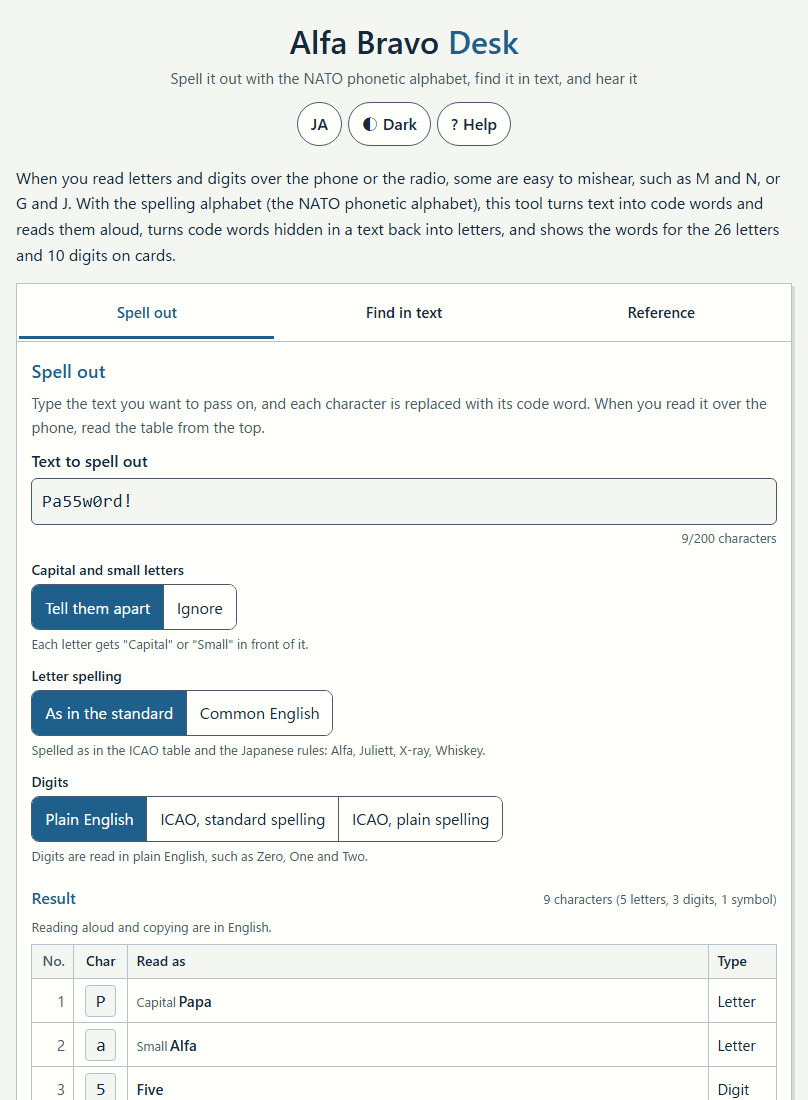 Alfa Bravo Desk
Spell it out with the NATO phonetic alphabet, find it in text, and hear it
JA
Dark
? Help
When you read letters and digits over the phone or the radio, some are easy to mishear, such as M and N, or
G and J. With the spelling alphabet (the NATO phonetic alphabet), this tool turns text into code words and
reads them aloud, turns code words hidden in a text back into letters, and shows the words for the 26 letters
and 10 digits on cards.
Spell out
Find in text
Reference
Spell out
Type the text you want to pass on, and each character is replaced with its code word. When you read it over the
phone, read the table from the top.
Text to spell out
Pa55w0rd!
9/200 characters
Capital and small letters
Tell them apart
Ignore
Each letter gets "Capital" or "Small" in front of it.
Letter spelling
As in the standard
Common English
Spelled as in the ICAO table and the Japanese rules: Alfa, Juliett, X-ray, Whiskey.
Digits
Plain English
ICAO, standard spelling
ICAO, plain spelling
Digits are read in plain English, such as Zero, One and Two.
Result
9 characters (5 letters, 3 digits, 1 symbol)
Reading aloud and copying are in English.
No. Char Read as Type
1 P Capital Papa Letter
2 a Small Alfa Letter
3 5 Five Digit